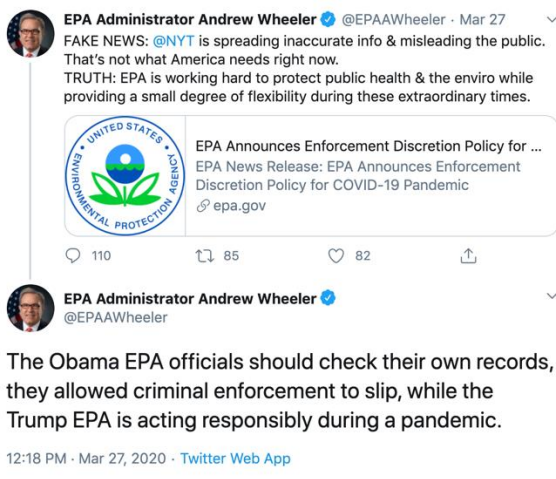 EPA Administrator Andrew Wheeler @EPAAWheeler · Mar 27
FAKE NEWS: @NYT is spreading inaccurate info & misleading the public.
That's not what America needs right now.
TRUTH: EPA is working hard to protect public health & the enviro while
providing a small degree of flexibility during these extraordinary times.
UNITED STATES
ENVIRONMENTAL PROTECTION AGENCY
EPA Announces Enforcement Discretion Policy for ...
EPA News Release: EPA Announces Enforcement
Discretion Policy for COVID-19 Pandemic
epa.gov
110 85 82
EPA Administrator Andrew Wheeler
@EPAAWheeler
The Obama EPA officials should check their own records,
they allowed criminal enforcement to slip, while the
Trump EPA is acting responsibly during a pandemic.
12:18 PM · Mar 27, 2020 · Twitter Web App